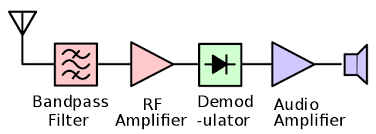 Bandpass
Filter
RF
Amplifier
Demod
-ulator
Audio
Amplifier